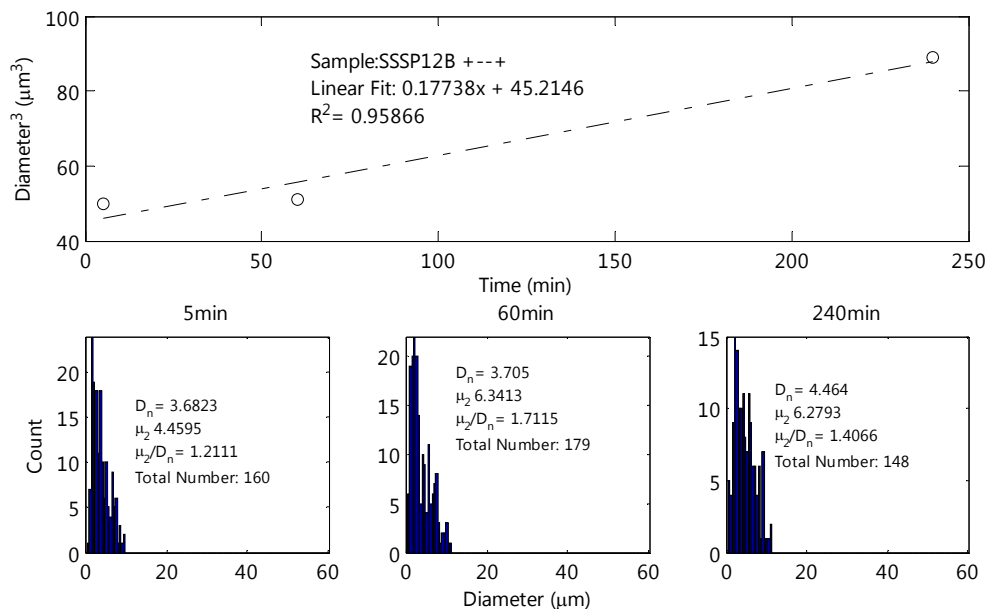 100
80
60
40
Diameter³ (μm³)
Sample:SSSP12B +--+
Linear Fit: 0.17738x + 45.2146
R²= 0.95866
0 50 100 150 200 250
Time (min)
5min
20
15
10
5
0
Count
Dₙ= 3.6823
μ₂ 4.4595
μ₂/Dₙ= 1.2111
Total Number: 160
0 20 40 60
60min
20
15
10
5
0
Dₙ= 3.705
μ₂ 6.3413
μ₂/Dₙ= 1.7115
Total Number: 179
0 20 40 60
Diameter (μm)
240min
15
10
5
0
Dₙ= 4.464
μ₂ 6.2793
μ₂/Dₙ= 1.4066
Total Number: 148
0 20 40 60